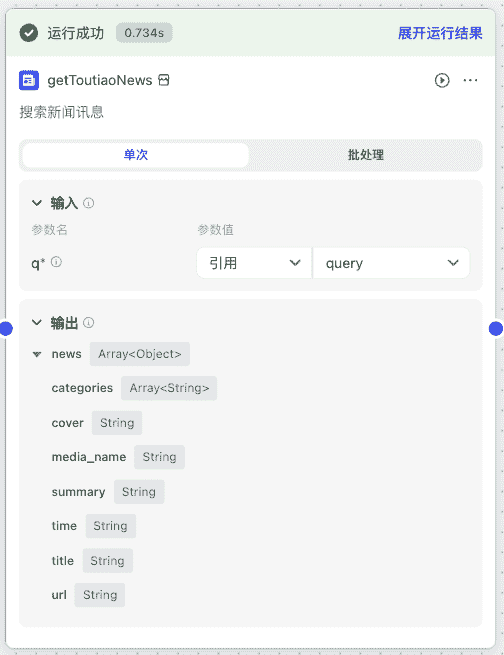 运行成功 0.734s 展开运行结果
getToutiaoNews
搜索新闻讯息
单次 批处理
输入
参数名 参数值
q* 引用 query
输出
news Array<Object>
categories Array<String>
cover String
media_name String
summary String
time String
title String
url String